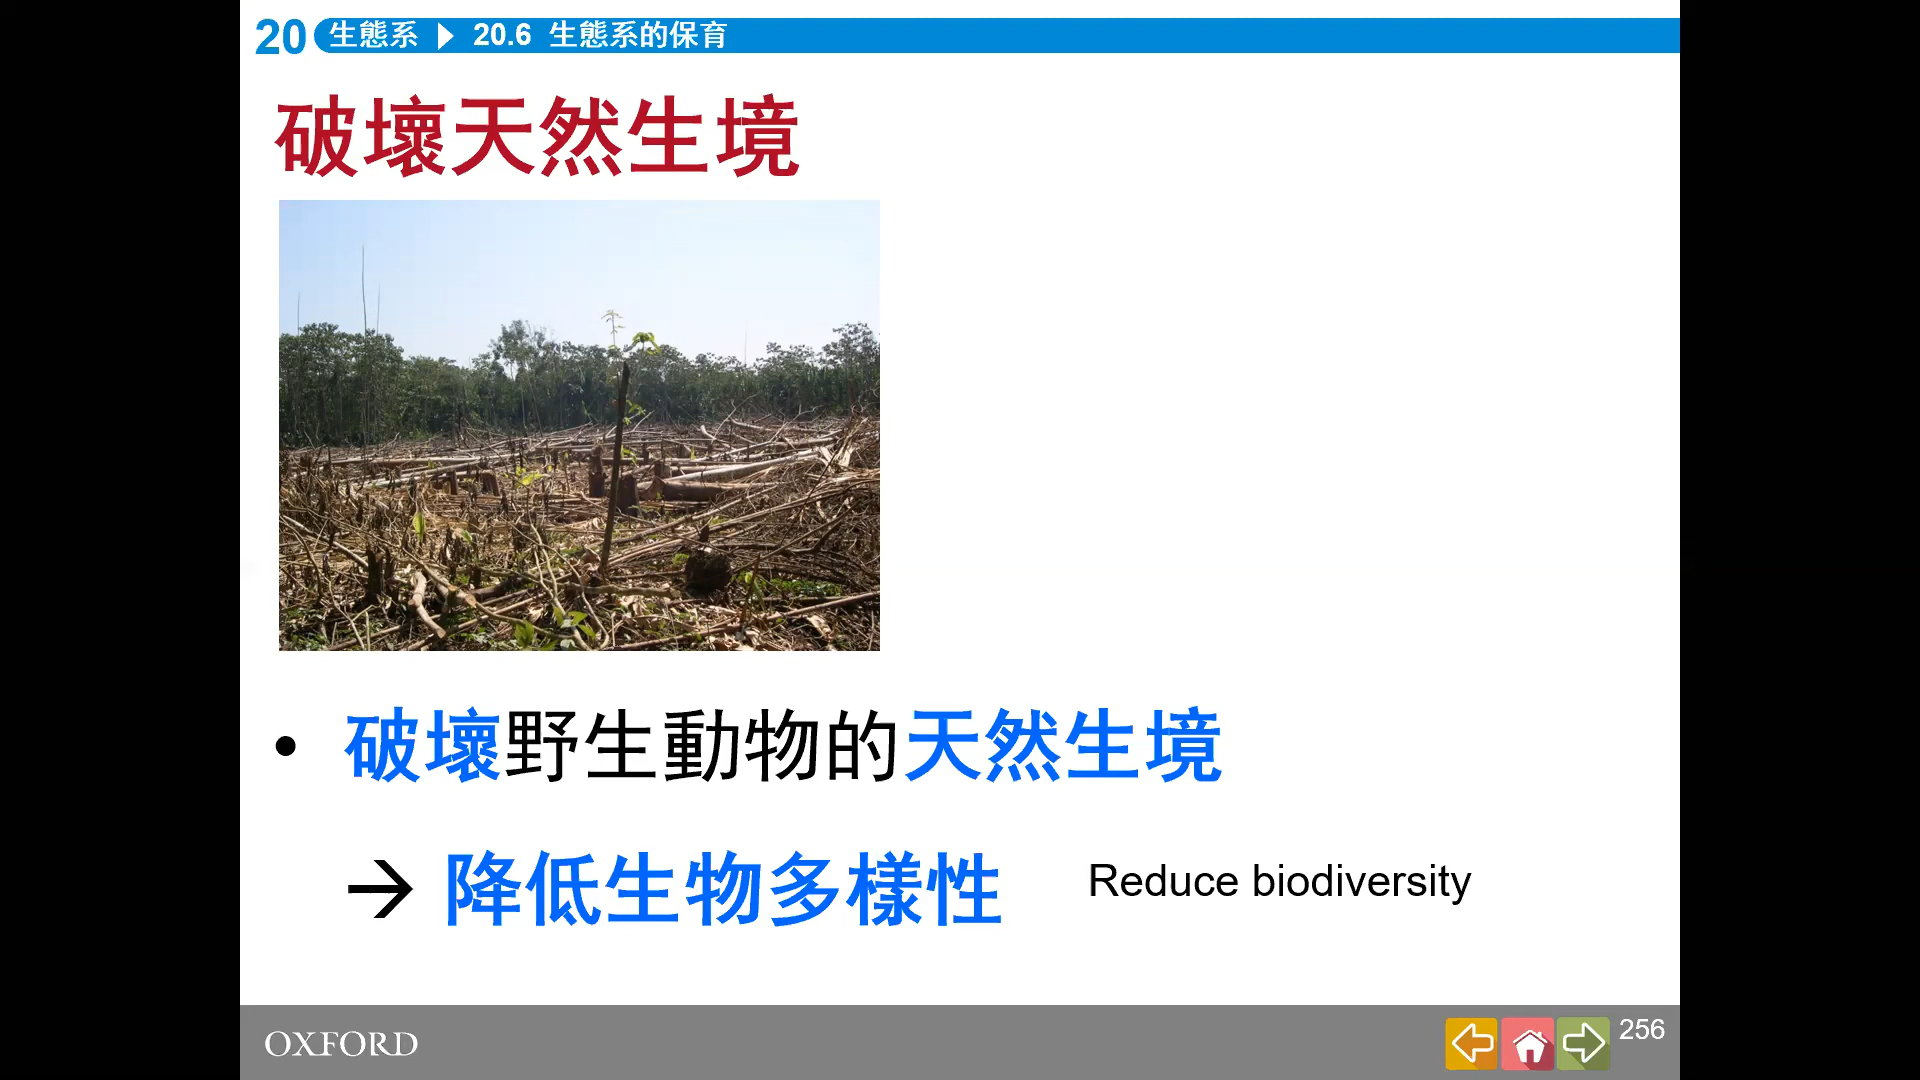 20 生態系 ▶ 20.6 生態系的保育
破壞天然生境
• 破壞野生動物的天然生境
→ 降低生物多樣性 Reduce biodiversity
OXFORD 256